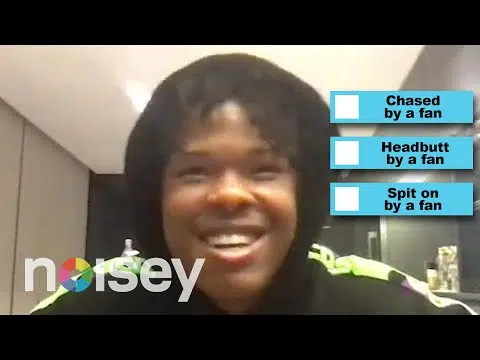 Chased
by a fan
Headbutt
by a fan
Spit on
by a fan
noisey